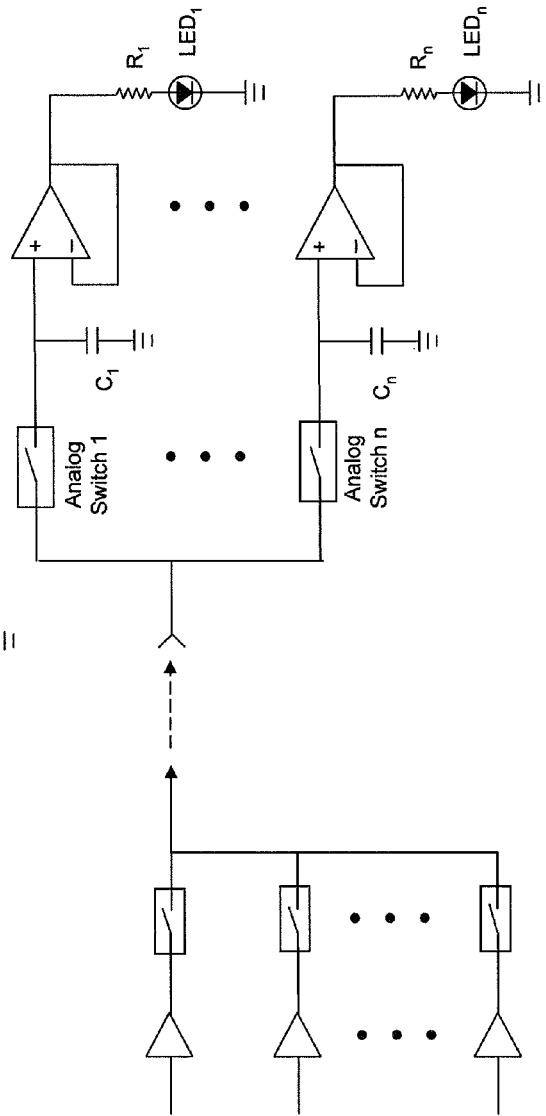 R1
LED1
+
−
C1
Analog
Switch 1
Rn
LEDn
+
−
Cn
Analog
Switch n